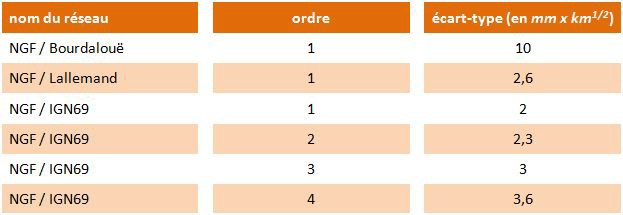 nom du réseau ordre écart-type (en mm x km1/2)
NGF / Bourdalouë 1 10
NGF / Lallemand 1 2,6
NGF / IGN69 1 2
NGF / IGN69 2 2,3
NGF / IGN69 3 3
NGF / IGN69 4 3,6